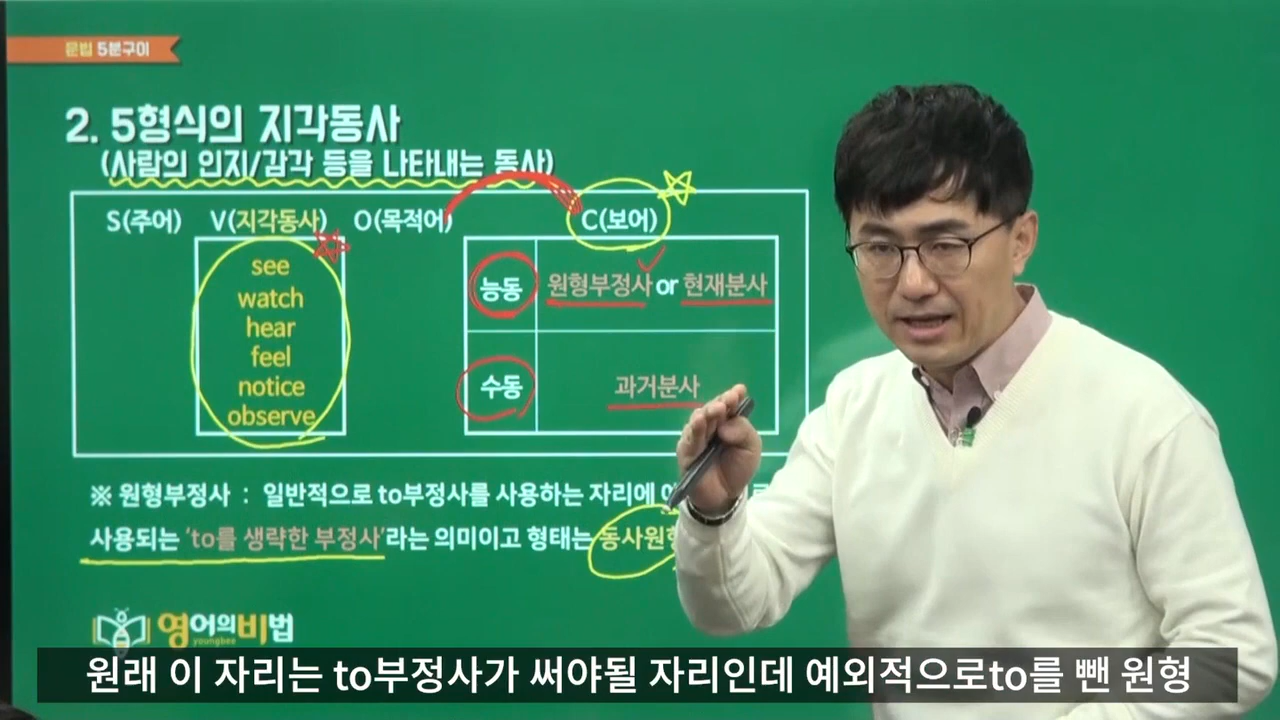 문법 5분구이
2. 5형식의 지각동사
(사람의 인지/감각 등을 나타내는 동사)
S(주어) V(지각동사) O(목적어) C(보어)
see
watch
hear
feel
notice
observe
능동 원형부정사 or 현재분사
수동 과거분사
※ 원형부정사 : 일반적으로 to부정사를 사용하는 자리에
사용되는 'to를 생략한 부정사'라는 의미이고 형태는 동사원형
영어의비법
youngbee
원래 이 자리는 to부정사가 써야될 자리인데 예외적으로to를 뺀 원형